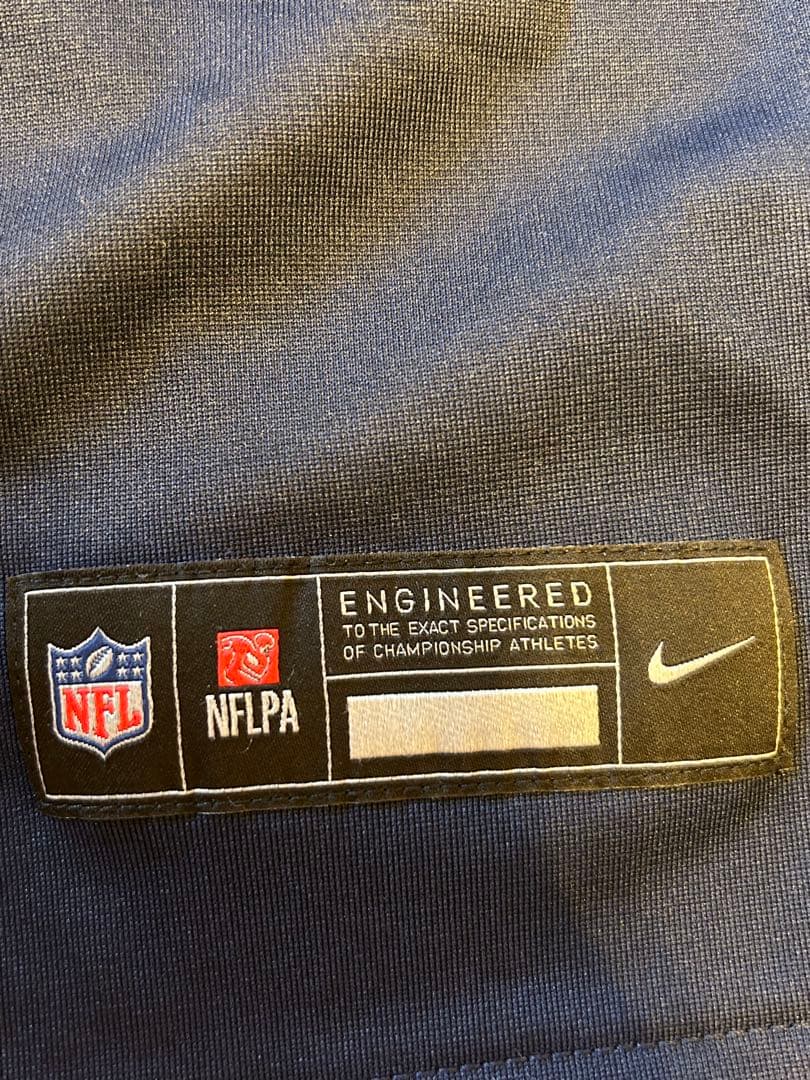 NFL
NFLPA
ENGINEERED
TO THE EXACT SPECIFICATIONS
OF CHAMPIONSHIP ATHLETES